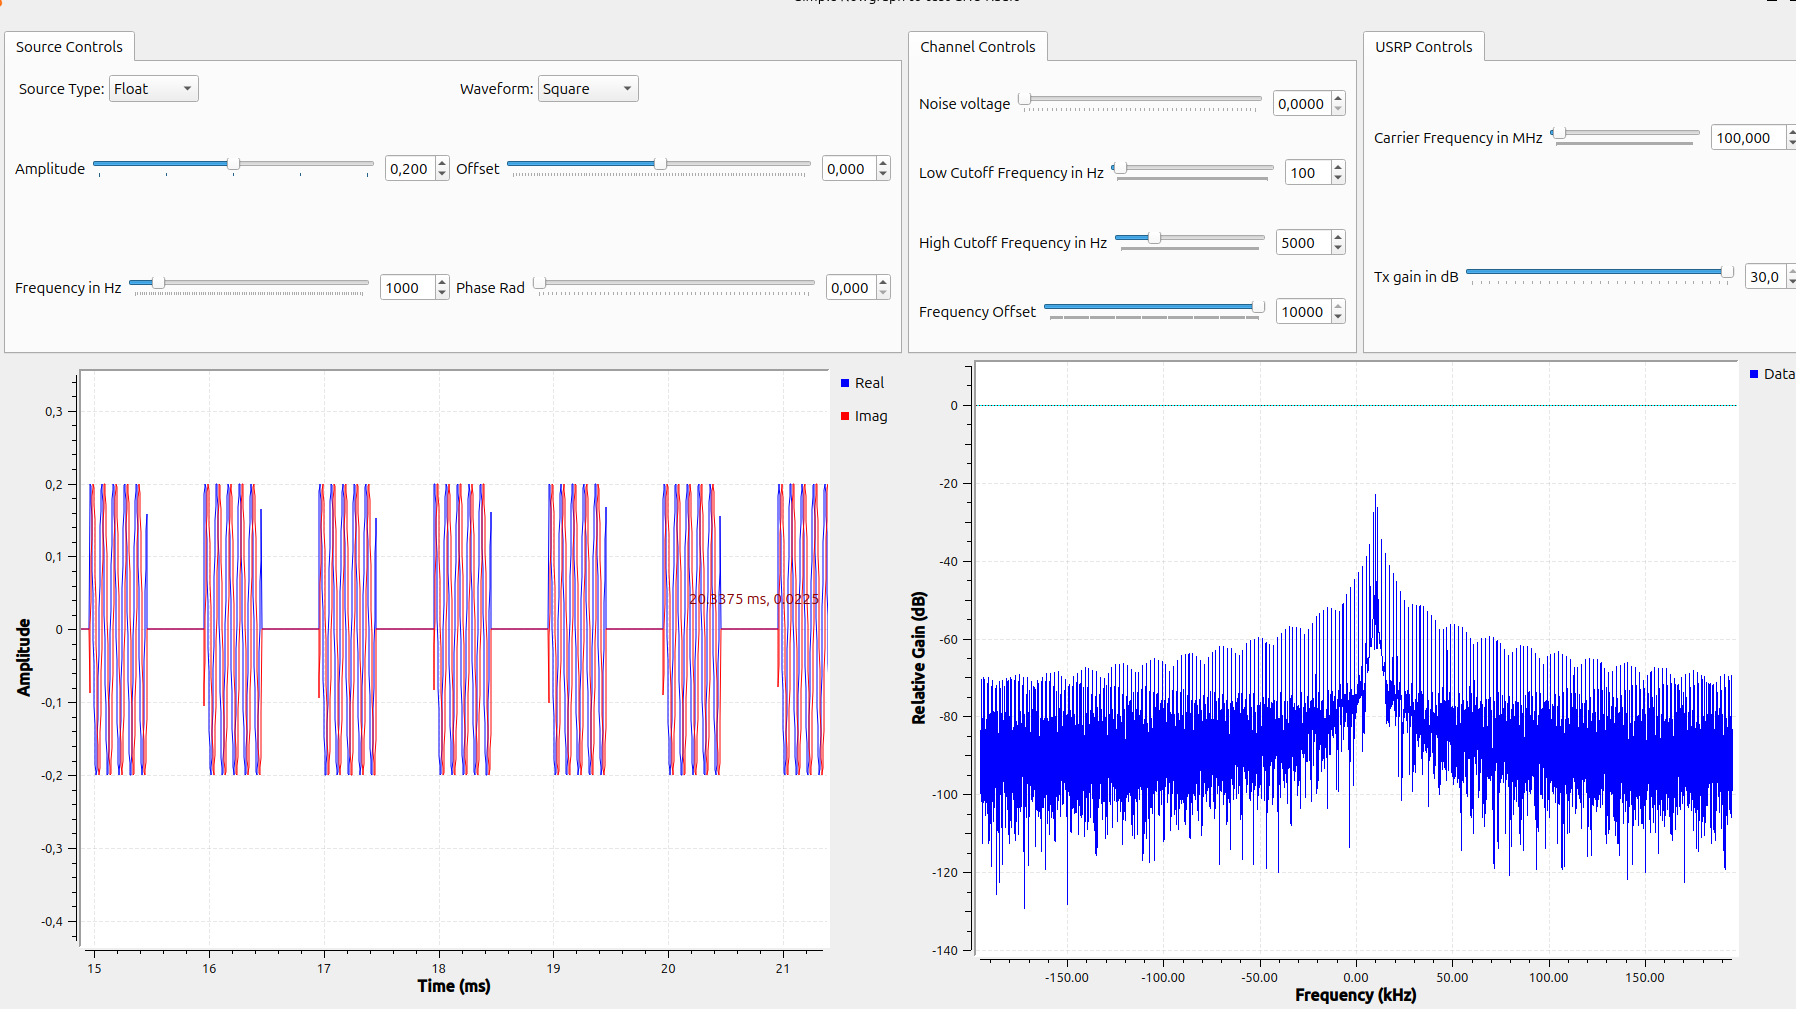 Source Controls
Channel Controls
USRP Controls
Source Type: Float
Waveform: Square
Amplitude 0,200
Offset 0,000
Frequency in Hz 1000
Phase Rad 0,000
Noise voltage 0,0000
Low Cutoff Frequency in Hz 100
High Cutoff Frequency in Hz 5000
Frequency Offset 10000
Carrier Frequency in MHz 100,000
Tx gain in dB 30,0
Real
Imag
0,3
0,2
0,1
0
-0,1
-0,2
-0,3
-0,4
Amplitude
20.3375 ms, 0.0225
15 16 17 18 19 20 21
Time (ms)
Data
0
-20
-40
-60
-80
-100
-120
-140
Relative Gain (dB)
-150.00 -100.00 -50.00 0.00 50.00 100.00 150.00
Frequency (kHz)